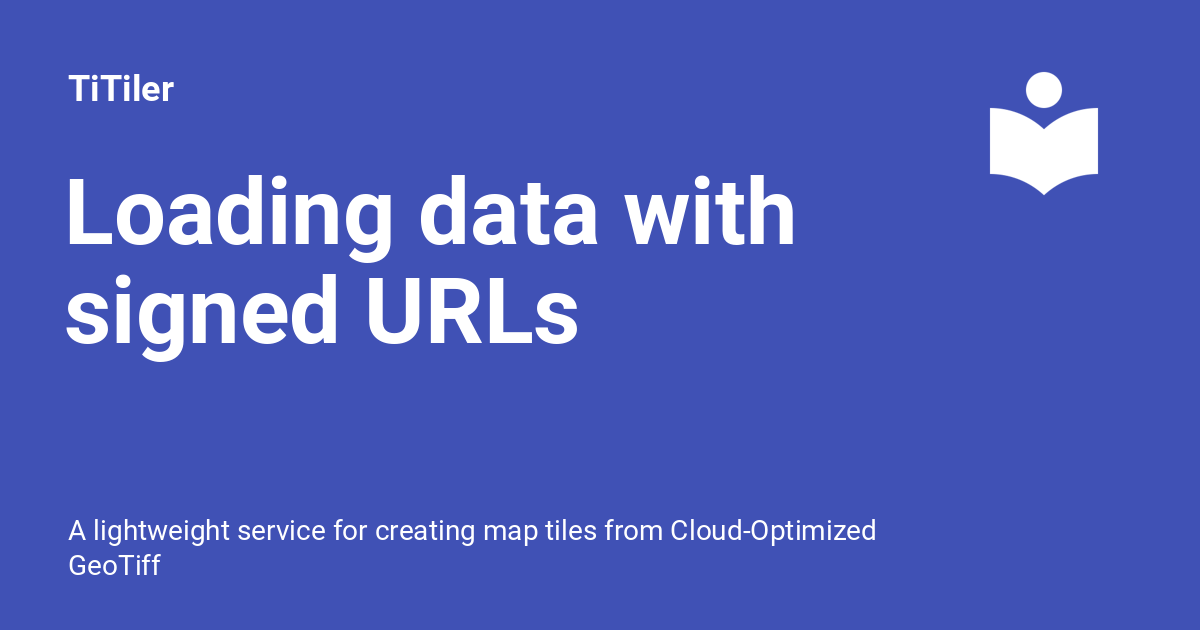 TiTiler
Loading data with
signed URLs
A lightweight service for creating map tiles from Cloud-Optimized
GeoTiff